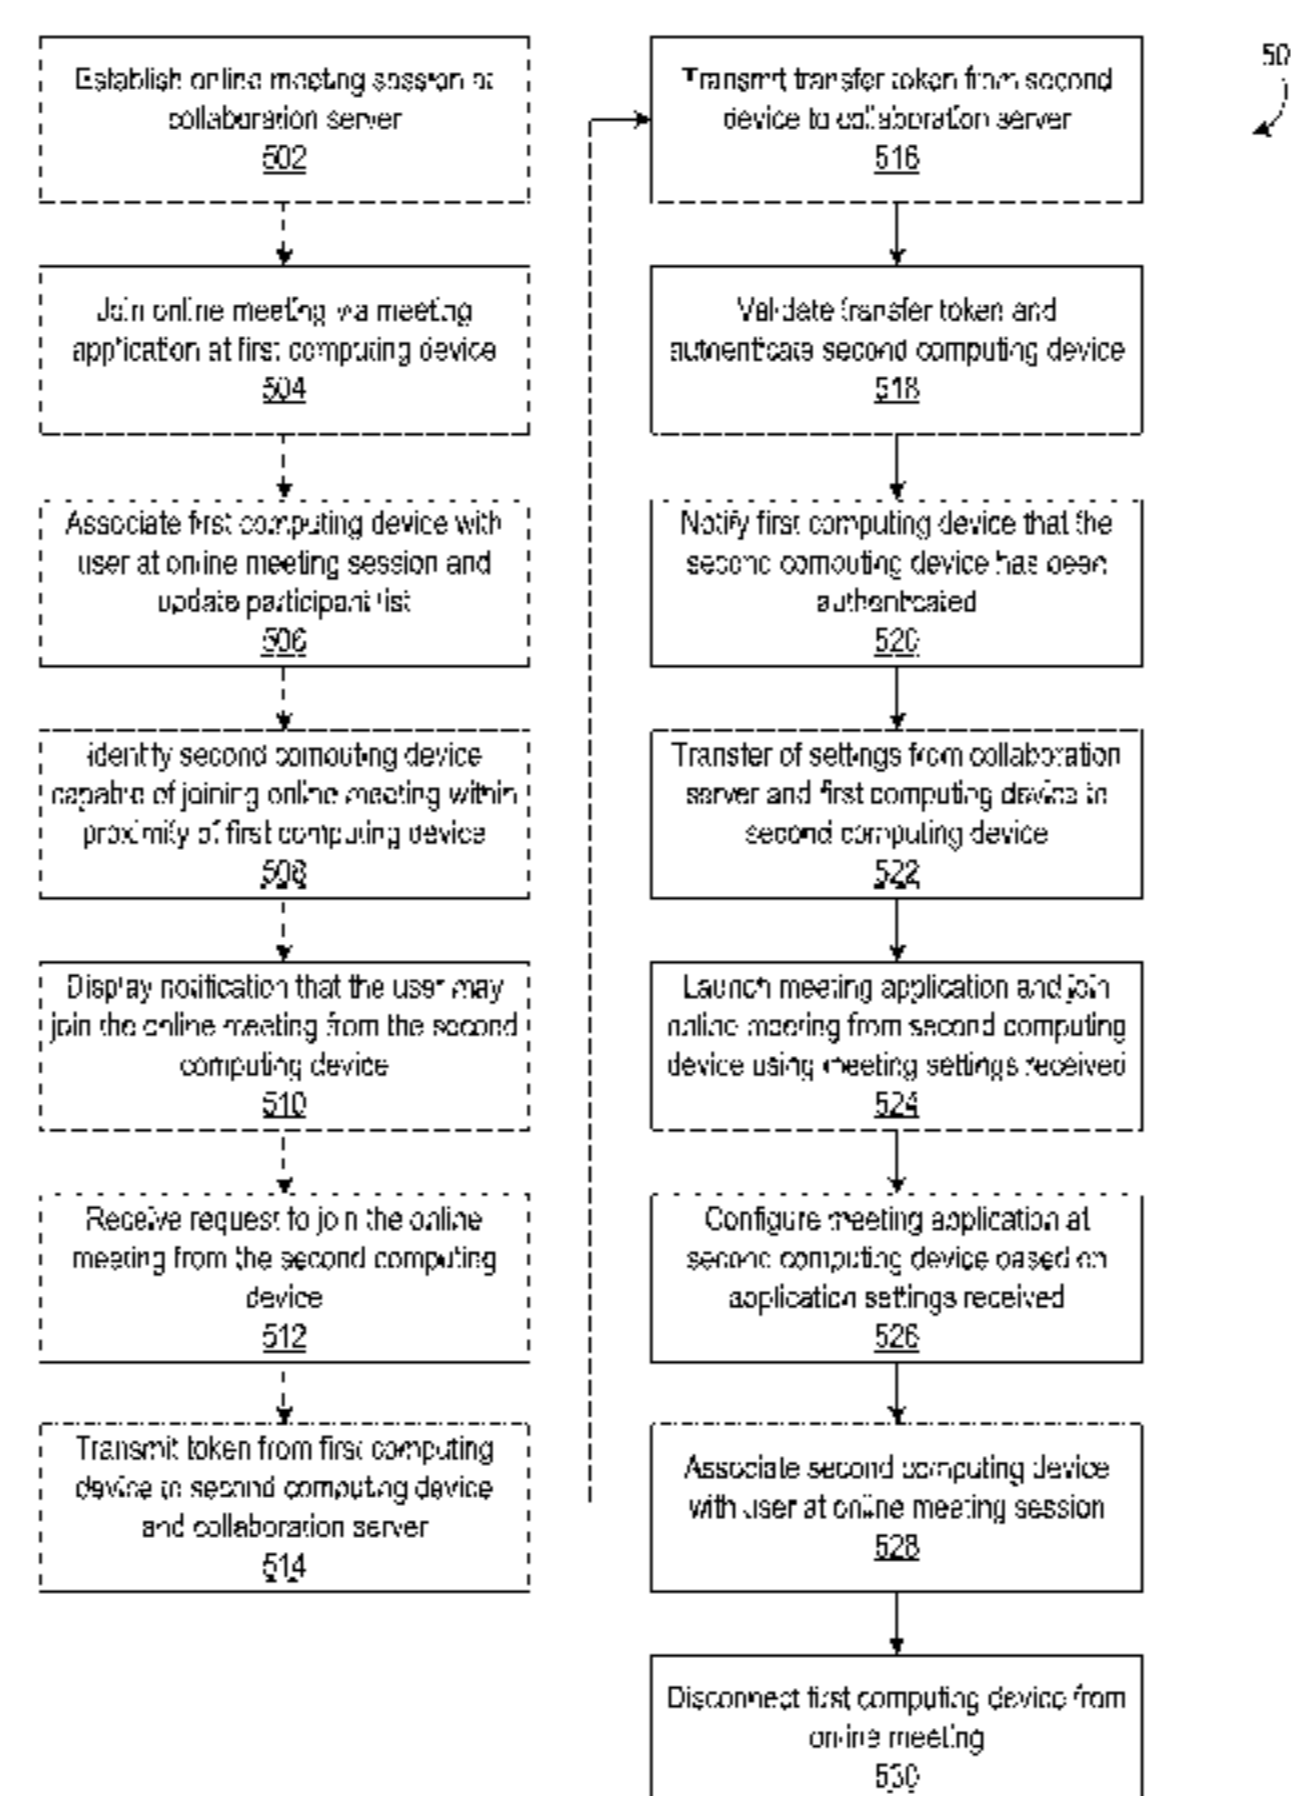 Establish online meeting session at
collaboration server
502
Join online meeting via meeting
application at first computing device
504
Associate first computing device with
user at online meeting session and
update participant list
506
Identify second computing device
capable of joining online meeting within
proximity of first computing device
508
Display notification that the user may
join the online meeting from the second
computing device
510
Receive request to join the online
meeting from the second computing
device
512
Transmit token from first computing
device to second computing device
and collaboration server
514
Transmit transfer token from second
device to collaboration server
516
Validate transfer token and
authenticate second computing device
518
Notify first computing device that the
second computing device has been
authenticated
520
Transfer of settings from collaboration
server and first computing device to
second computing device
522
Launch meeting application and join
online meeting from second computing
device using meeting settings received
524
Configure meeting application at
second computing device based on
application settings received
526
Associate second computing device
with user at online meeting session
528
Disconnect first computing device from
online meeting
530
50